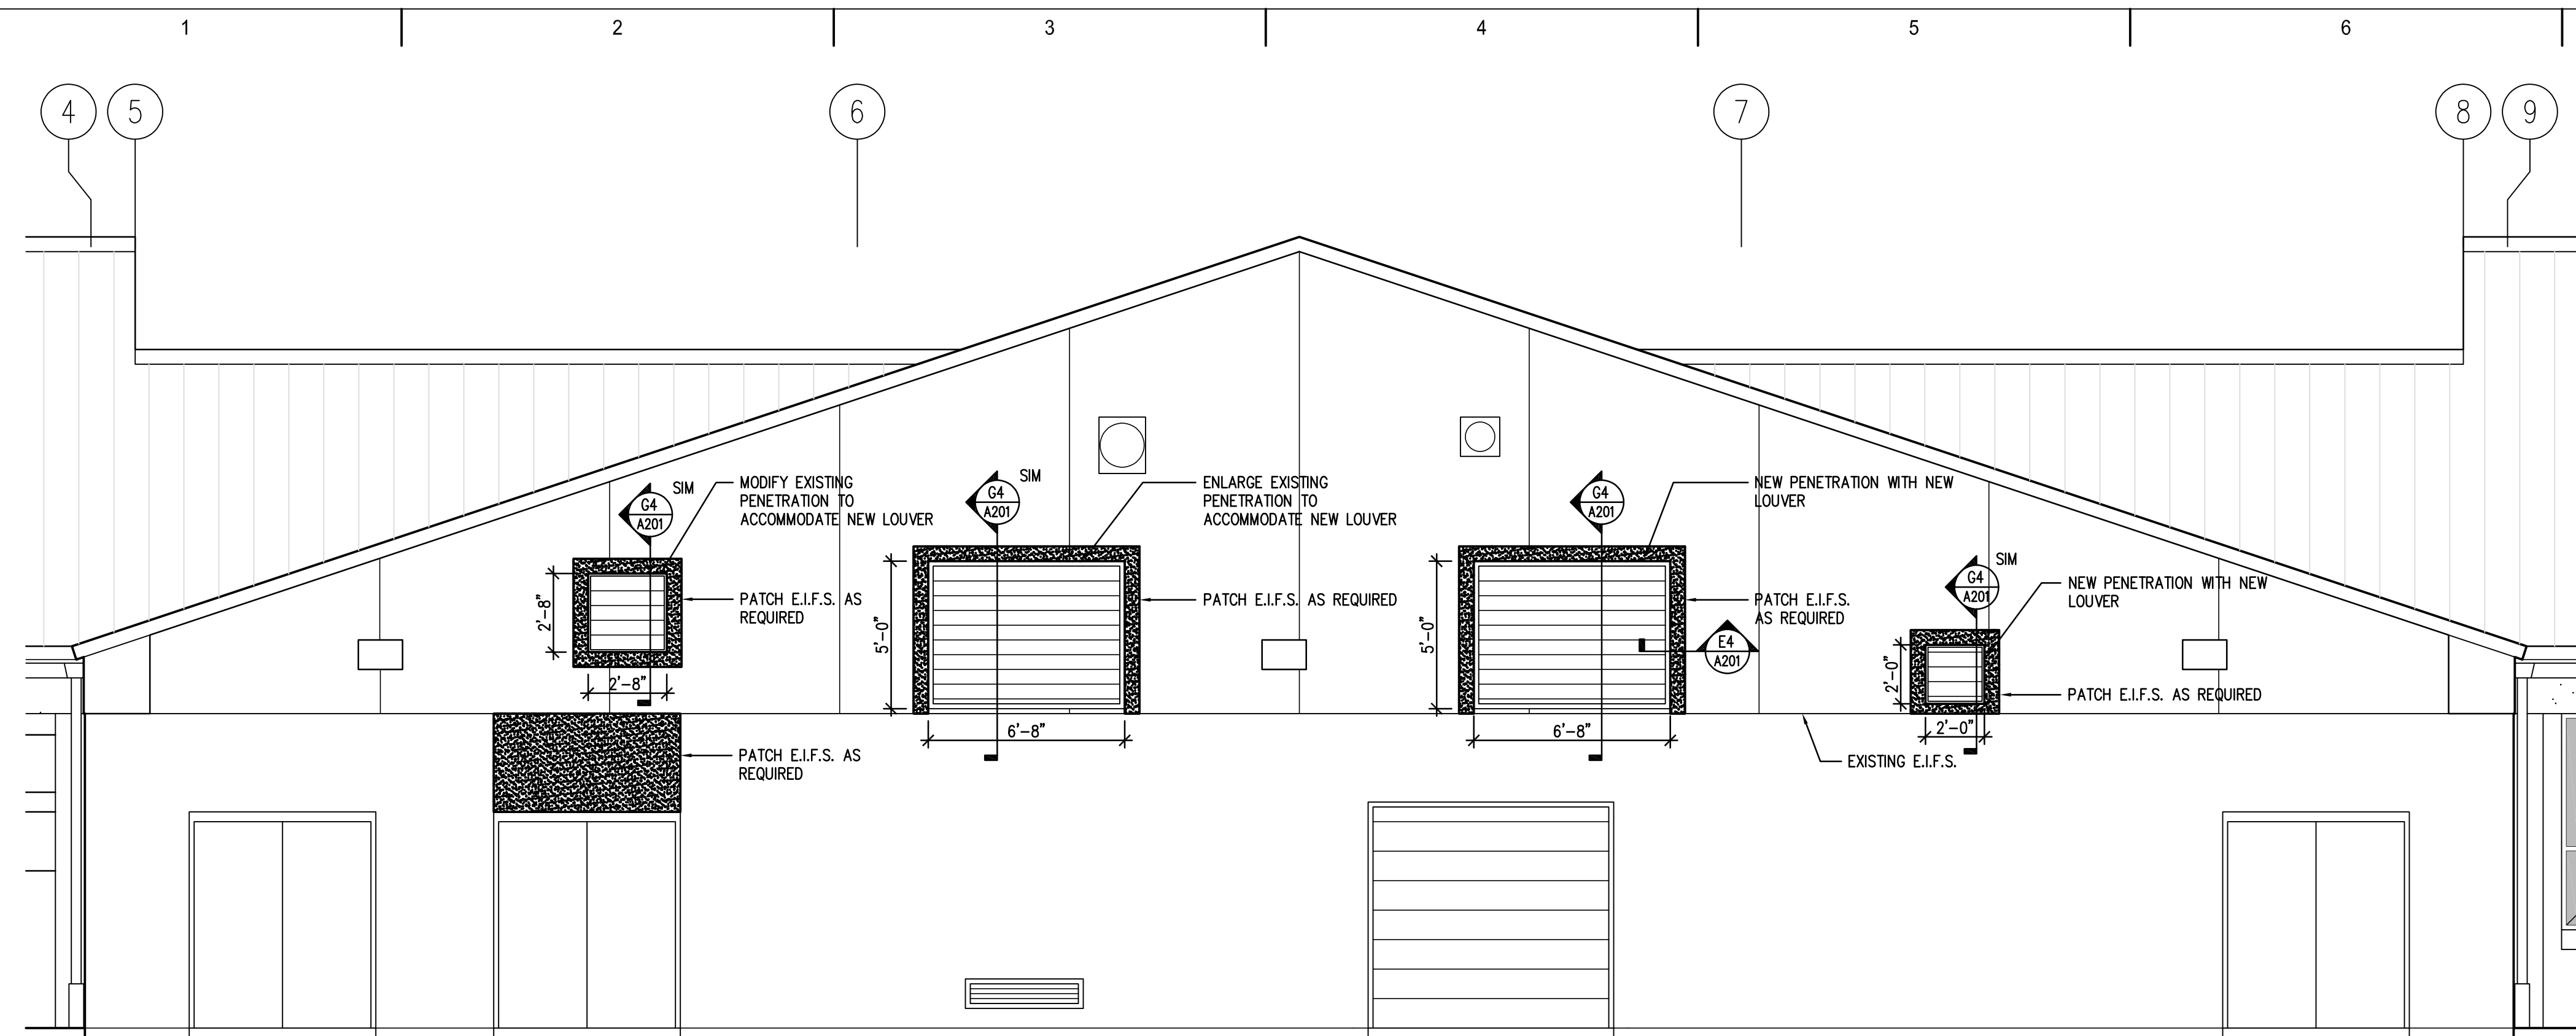 1
2
3
4
5
6
4
5
6
7
8
9
MODIFY EXISTING
PENETRATION TO
ACCOMMODATE NEW LOUVER
SIM
G4
A201
PATCH E.I.F.S. AS
REQUIRED
2'-8"
2'-8"
PATCH E.I.F.S. AS
REQUIRED
SIM
G4
A201
ENLARGE EXISTING
PENETRATION TO
ACCOMMODATE NEW LOUVER
PATCH E.I.F.S. AS REQUIRED
5'-0"
6'-8"
G4
A201
NEW PENETRATION WITH NEW
LOUVER
PATCH E.I.F.S.
AS REQUIRED
E4
A201
5'-0"
6'-8"
SIM
G4
A201
NEW PENETRATION WITH NEW
LOUVER
PATCH E.I.F.S. AS REQUIRED
2'-0"
2'-0"
EXISTING E.I.F.S.